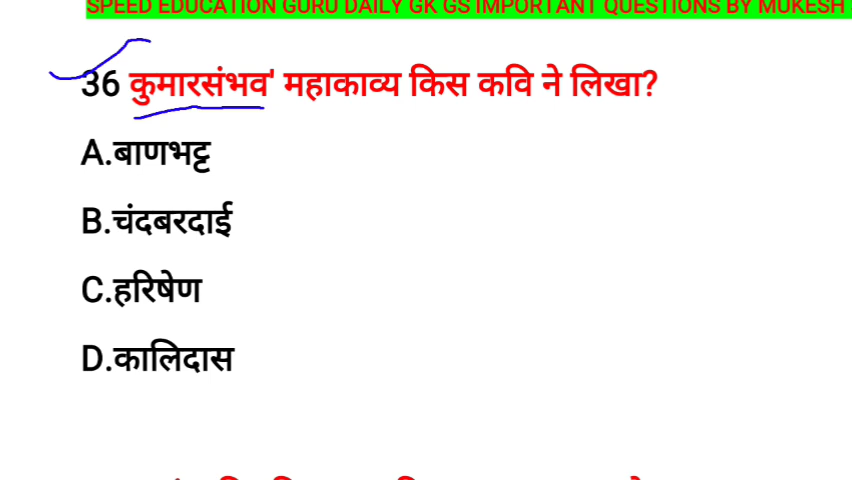 SPEED EDUCATION GURU DAILY GK GS IMPORTANT QUESTIONS BY MUKESH
36 कुमारसंभव' महाकाव्य किस कवि ने लिखा?
A.बाणभट्ट
B.चंदबरदाई
C.हरिषेण
D.कालिदास